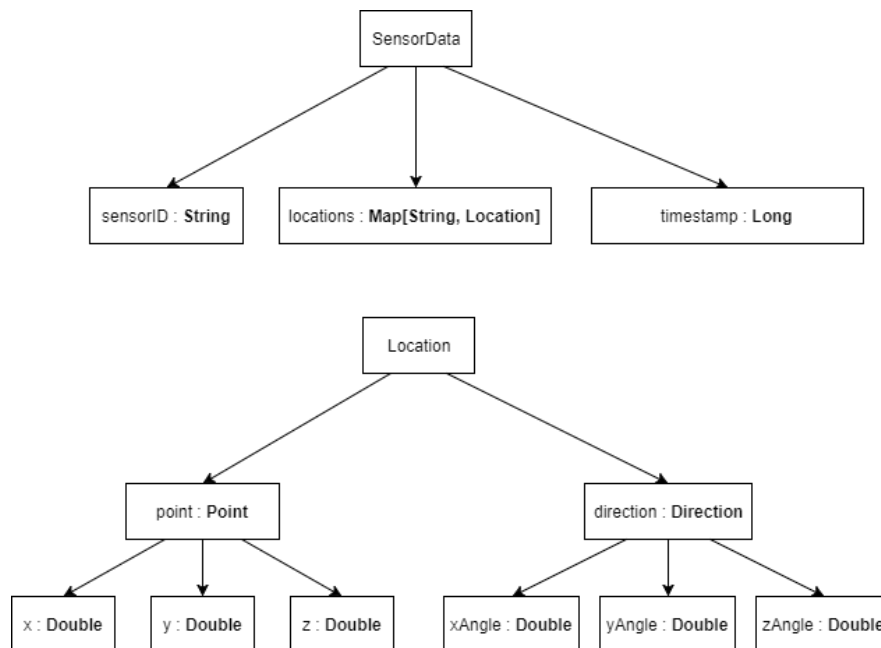 SensorData
sensorID : String
locations : Map[String, Location]
timestamp : Long
Location
point : Point
direction : Direction
x : Double
y : Double
z : Double
xAngle : Double
yAngle : Double
zAngle : Double